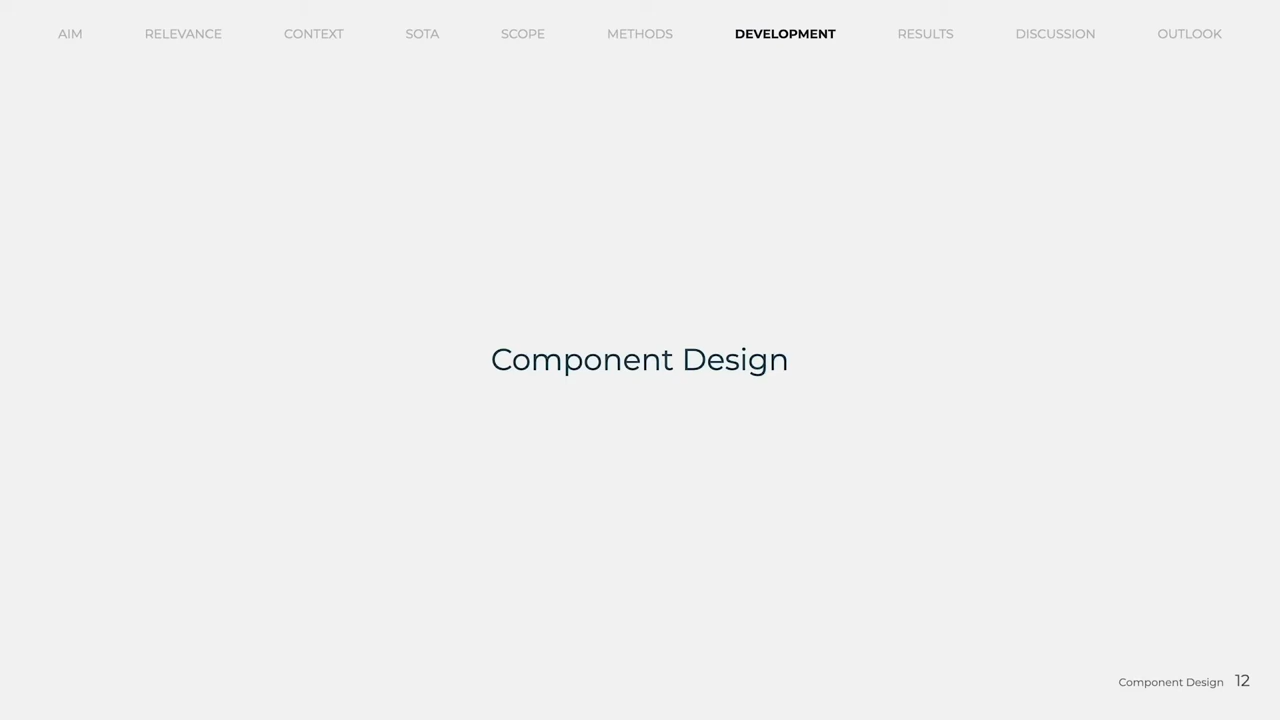 AIM RELEVANCE CONTEXT SOTA SCOPE METHODS DEVELOPMENT RESULTS DISCUSSION OUTLOOK
Component Design
Component Design 12